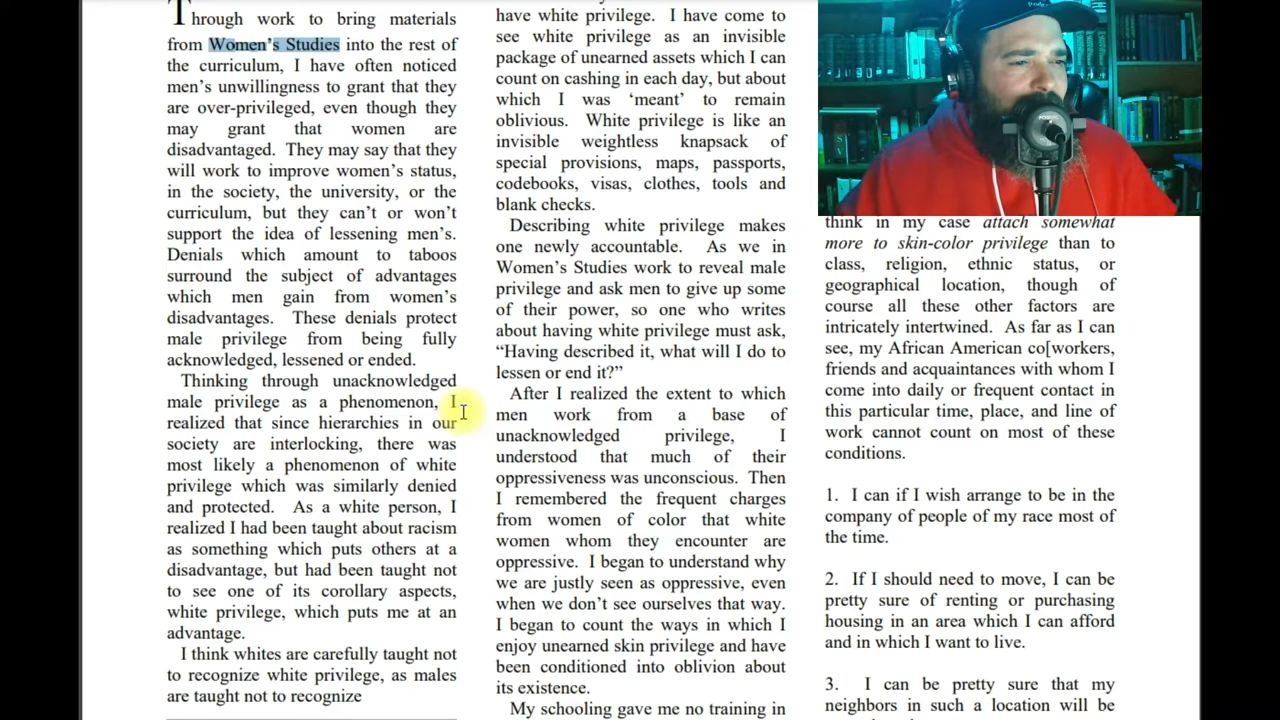 Through work to bring materials
from Women's Studies into the rest of
the curriculum, I have often noticed
men's unwillingness to grant that they
are over-privileged, even though they
may grant that women are
disadvantaged. They may say that they
will work to improve women's status,
in the society, the university, or the
curriculum, but they can't or won't
support the idea of lessening men's.
Denials which amount to taboos
surround the subject of advantages
which men gain from women's
disadvantages. These denials protect
male privilege from being fully
acknowledged, lessened or ended.
Thinking through unacknowledged
male privilege as a phenomenon, I
realized that since hierarchies in our
society are interlocking, there was
most likely a phenomenon of white
privilege which was similarly denied
and protected. As a white person, I
realized I had been taught about racism
as something which puts others at a
disadvantage, but had been taught not
to see one of its corollary aspects,
white privilege, which puts me at an
advantage.
I think whites are carefully taught not
to recognize white privilege, as males
are taught not to recognize
have white privilege. I have come to
see white privilege as an invisible
package of unearned assets which I can
count on cashing in each day, but about
which I was ‘meant’ to remain
oblivious. White privilege is like an
invisible weightless knapsack of
special provisions, maps, passports,
codebooks, visas, clothes, tools and
blank checks.
Describing white privilege makes
one newly accountable. As we in
Women's Studies work to reveal male
privilege and ask men to give up some
of their power, so one who writes
about having white privilege must ask,
“Having described it, what will I do to
lessen or end it?”
After I realized the extent to which
men work from a base of
unacknowledged privilege, I
understood that much of their
oppressiveness was unconscious. Then
I remembered the frequent charges
from women of color that white
women whom they encounter are
oppressive. I began to understand why
we are justly seen as oppressive, even
when we don't see ourselves that way.
I began to count the ways in which I
enjoy unearned skin privilege and have
been conditioned into oblivion about
its existence.
My schooling gave me no training in
think in my case attach somewhat
more to skin-color privilege than to
class, religion, ethnic status, or
geographical location, though of
course all these other factors are
intricately intertwined. As far as I can
see, my African American co[workers,
friends and acquaintances with whom I
come into daily or frequent contact in
this particular time, place, and line of
work cannot count on most of these
conditions.
1. I can if I wish arrange to be in the
company of people of my race most of
the time.
2. If I should need to move, I can be
pretty sure of renting or purchasing
housing in an area which I can afford
and in which I want to live.
3. I can be pretty sure that my
neighbors in such a location will be